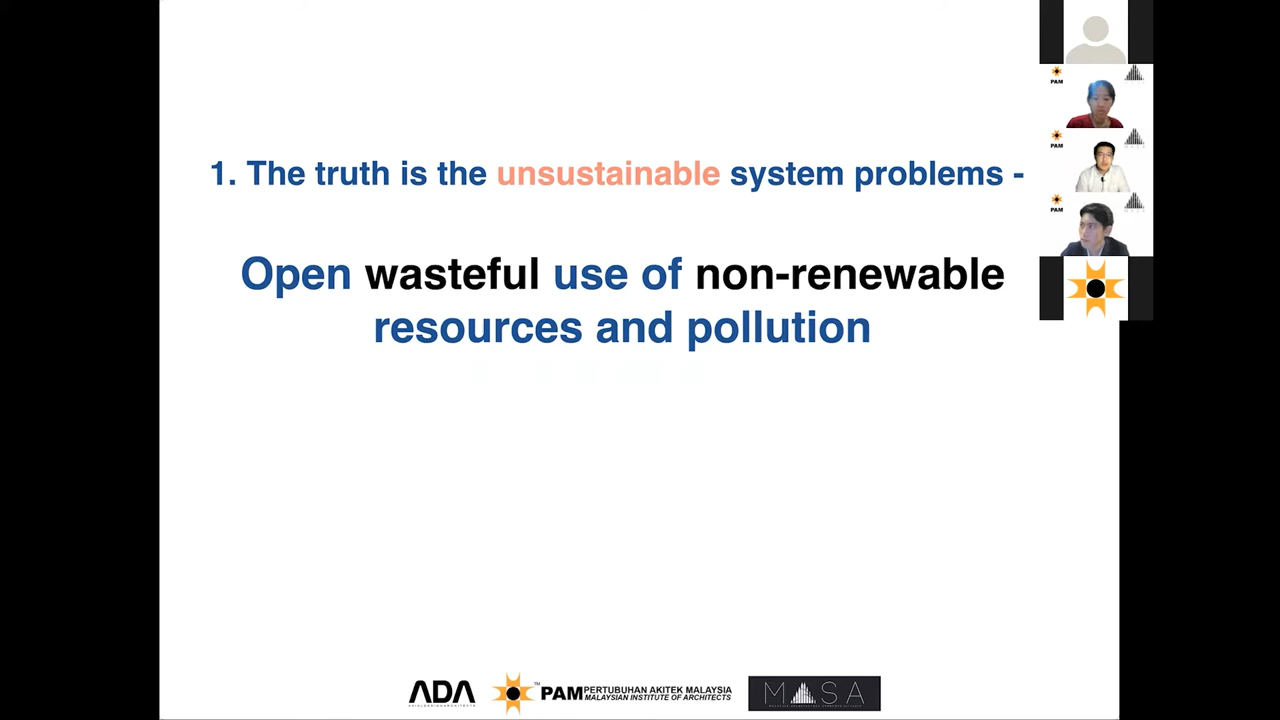 1. The truth is the unsustainable system problems -
Open wasteful use of non-renewable
resources and pollution
PAM
PAM
PAM
ADA
PAM PERTUBUHAN AKITEK MALAYSIA
MALAYSIAN INSTITUTE OF ARCHITECTS
TM
MASA